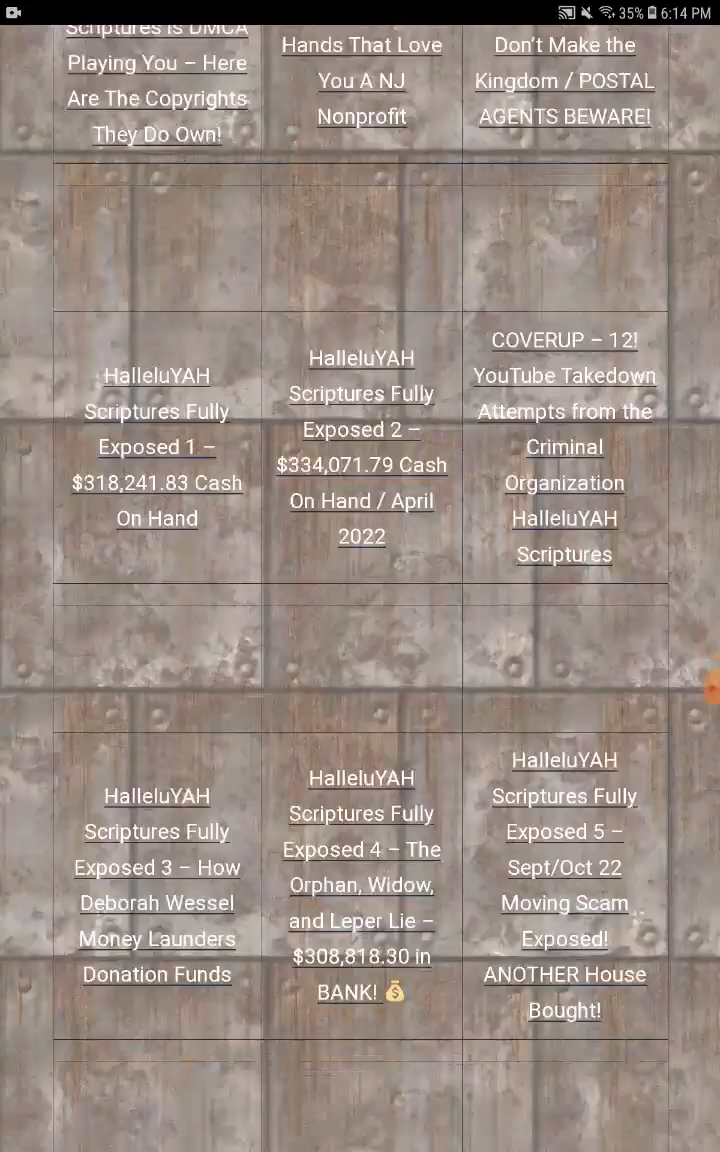 35% 6:14 PM
Scriptures Is DMCA
Playing You – Here
Are The Copyrights
They Do Own!
Hands That Love
You A NJ
Nonprofit
Don’t Make the
Kingdom / POSTAL
AGENTS BEWARE!
HalleluYAH
Scriptures Fully
Exposed 1 –
$318,241.83 Cash
On Hand
HalleluYAH
Scriptures Fully
Exposed 2 –
$334,071.79 Cash
On Hand / April
2022
COVERUP – 12!
YouTube Takedown
Attempts from the
Criminal
Organization
HalleluYAH
Scriptures
HalleluYAH
Scriptures Fully
Exposed 3 – How
Deborah Wessel
Money Launders
Donation Funds
HalleluYAH
Scriptures Fully
Exposed 4 – The
Orphan, Widow,
and Leper Lie –
$308,818.30 in
BANK! 💰
HalleluYAH
Scriptures Fully
Exposed 5 –
Sept/Oct 22
Moving Scam
Exposed!
ANOTHER House
Bought!